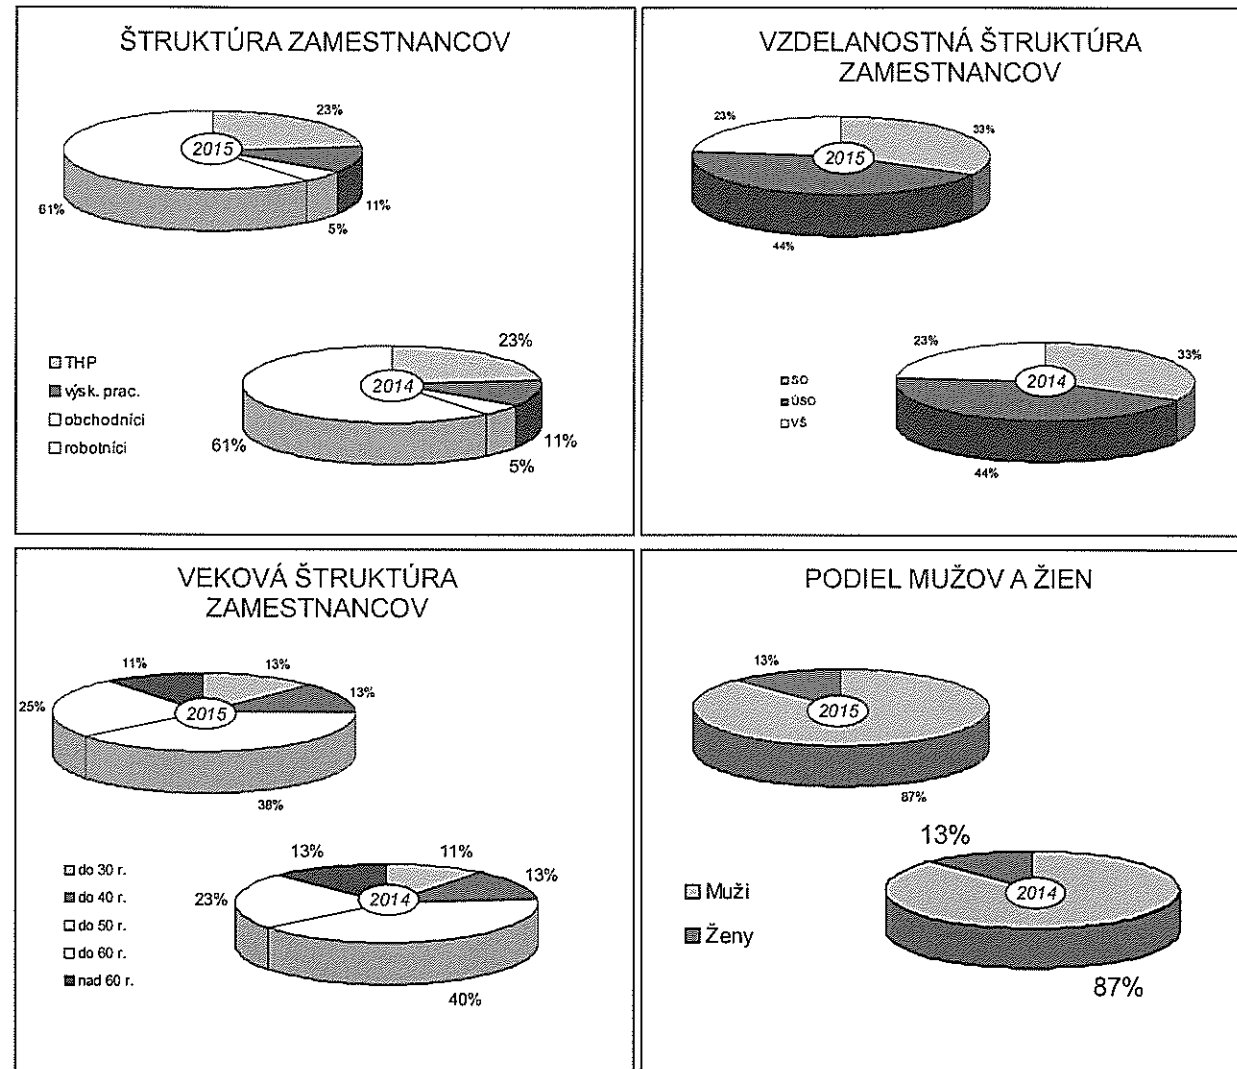 ŠTRUKTÚRA ZAMESTNANCOV
23%
2015
61%
11%
5%
THP
výsk. prac.
obchodníci
robotníci
23%
2014
61%
11%
5%
VZDELANOSTNÁ ŠTRUKTÚRA
ZAMESTNANCOV
23%
33%
2015
44%
SO
ÚSO
VŠ
23%
33%
2014
44%
VEKOVÁ ŠTRUKTÚRA
ZAMESTNANCOV
11%
13%
13%
25%
2015
38%
do 30 r.
do 40 r.
do 50 r.
do 60 r.
nad 60 r.
13%
11%
13%
23%
2014
40%
PODIEL MUŽOV A ŽIEN
13%
2015
87%
Muži
Ženy
13%
2014
87%